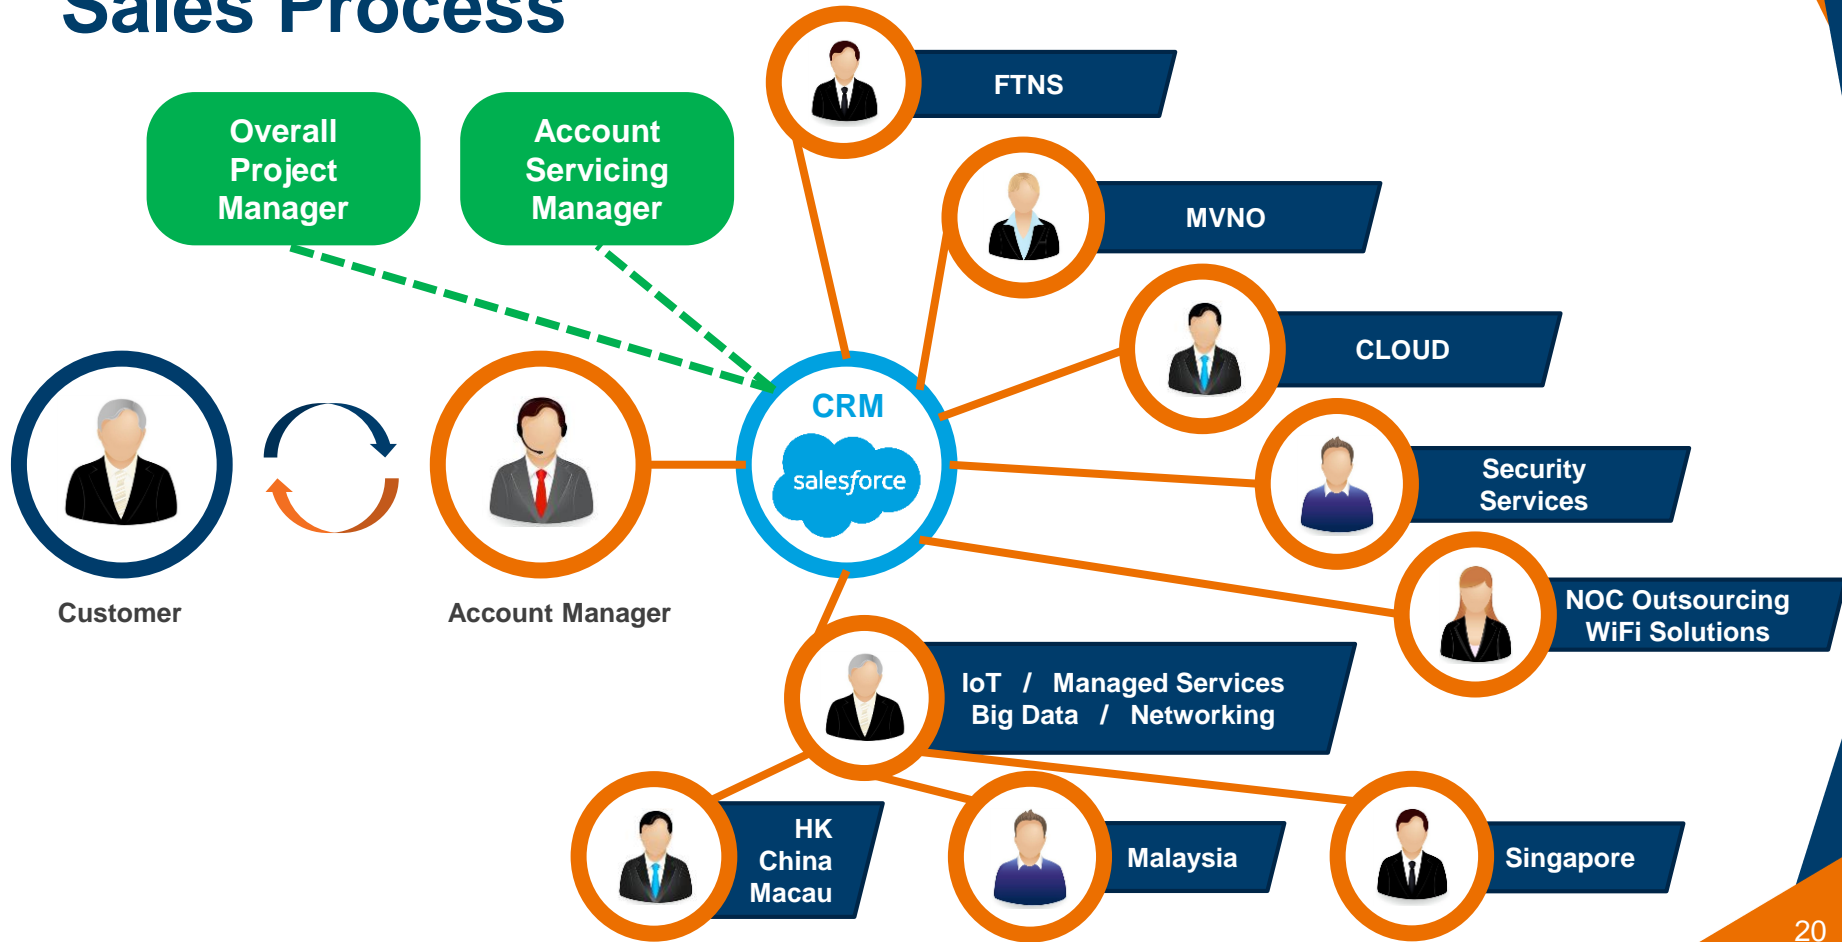 Sales Process
FTNS
Overall
Project
Manager
Account
Servicing
Manager
MVNO
CLOUD
CRM
salesforce
Security
Services
Customer
Account Manager
NOC Outsourcing
WiFi Solutions
IoT / Managed Services
Big Data / Networking
HK
China
Macau
Malaysia
Singapore
20